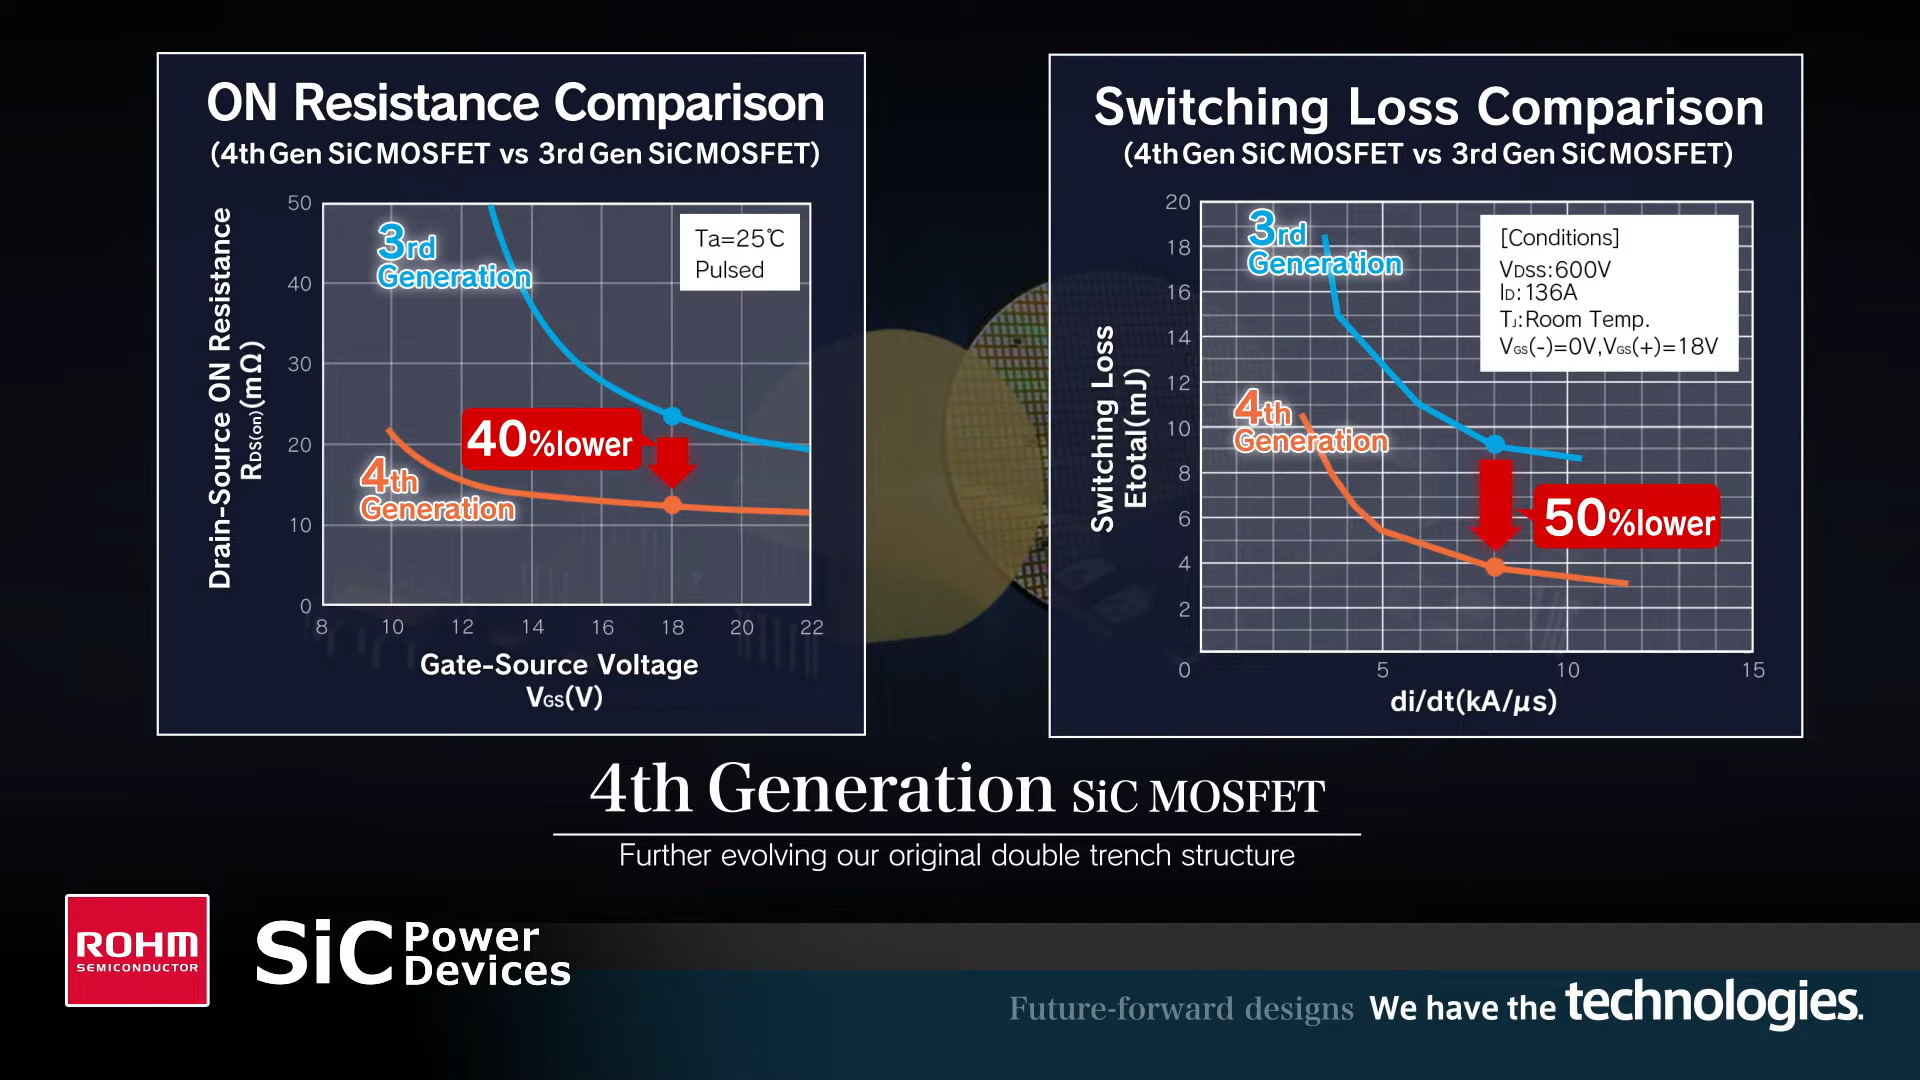 ON Resistance Comparison
(4th Gen SiC MOSFET vs 3rd Gen SiC MOSFET)
Drain-Source ON Resistance
RDS(on)(mΩ)
50
40
30
20
10
0
8 10 12 14 16 18 20 22
3rd
Generation
Ta=25℃
Pulsed
40%lower
4th
Generation
Gate-Source Voltage
VGS(V)
Switching Loss Comparison
(4th Gen SiC MOSFET vs 3rd Gen SiC MOSFET)
Switching Loss
Etotal(mJ)
20
18
16
14
12
10
8
6
4
2
0 5 10 15
3rd
Generation
[Conditions]
VDSS:600V
ID:136A
TJ:Room Temp.
VGS(-)=0V,VGS(+)=18V
4th
Generation
50%lower
di/dt(kA/μs)
4th Generation SiC MOSFET
Further evolving our original double trench structure
ROHM
SEMICONDUCTOR
SiC Power
Devices
Future-forward designs We have the technologies.